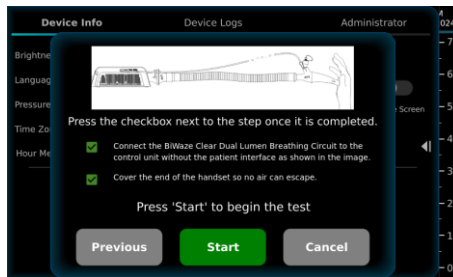 Device Info Device Logs Administrator
024
Brightne
7
Languag
6
Press the checkbox next to the step once it is completed.
Pressure
Screen
5
Connect the BiWaze Clear Dual Lumen Breathing Circuit to the
control unit without the patient interface as shown in the image.
Time Zo
Hour Me
4
3
Cover the end of the handset so no air can escape.
2
Press 'Start' to begin the test
1
Previous Start Cancel
0